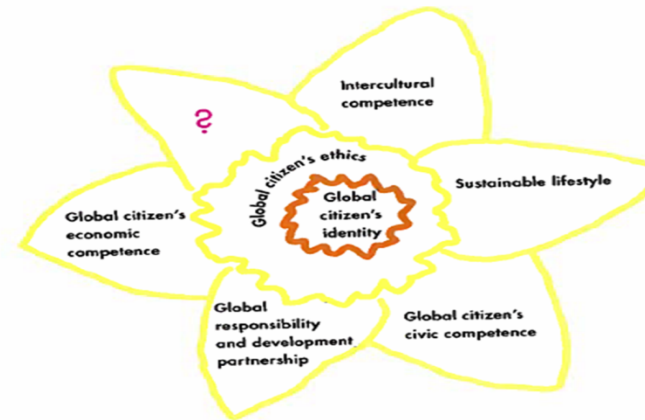 Intercultural
competence
?
Global citizen's ethics
Sustainable lifestyle
Global
citizen's
identity
Global citizen's
economic
competence
Global
responsibility
and development
partnership
Global citizen's
civic competence